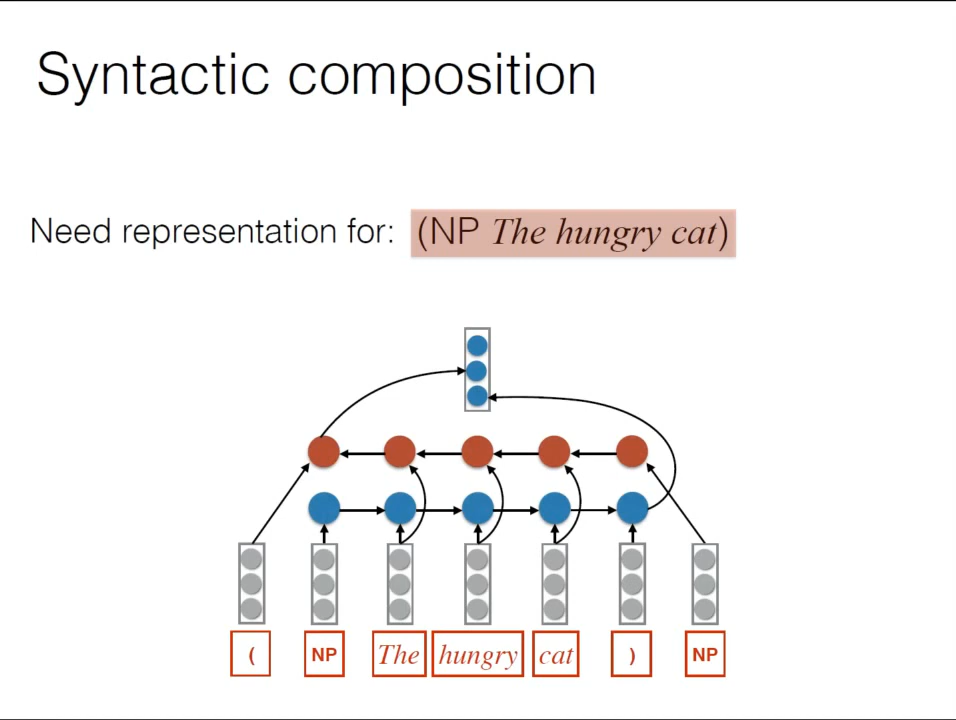 Syntactic composition
Need representation for: (NP The hungry cat)
( NP The hungry cat ) NP